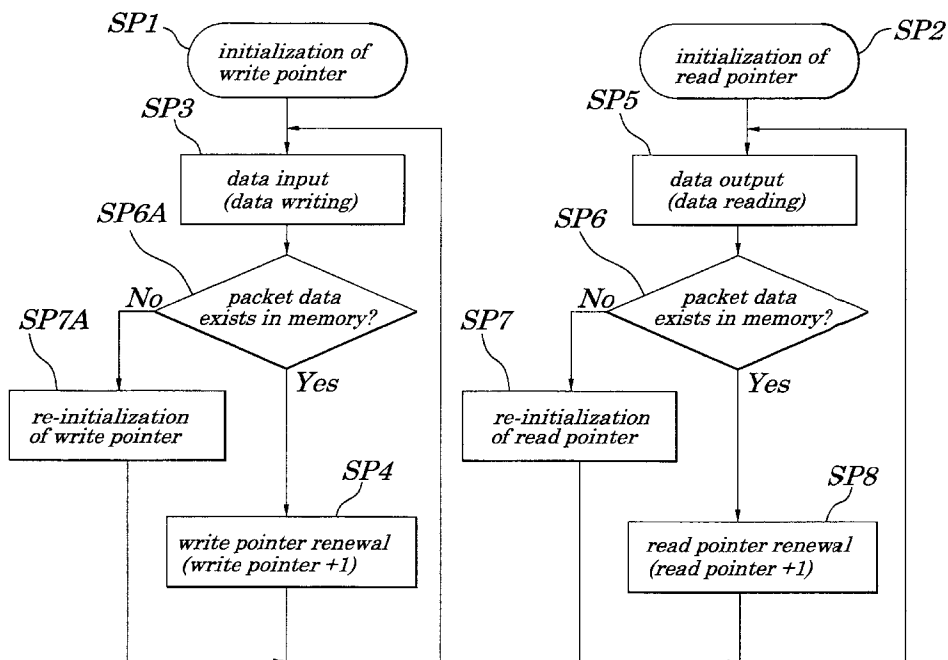 SP1
initialization of
write pointer
SP3
data input
(data writing)
SP6A
packet data
exists in memory?
No
Yes
SP7A
re-initialization
of write pointer
SP4
write pointer renewal
(write pointer +1)
SP2
initialization of
read pointer
SP5
data output
(data reading)
SP6
packet data
exists in memory?
No
Yes
SP7
re-initialization
of read pointer
SP8
read pointer renewal
(read pointer +1)